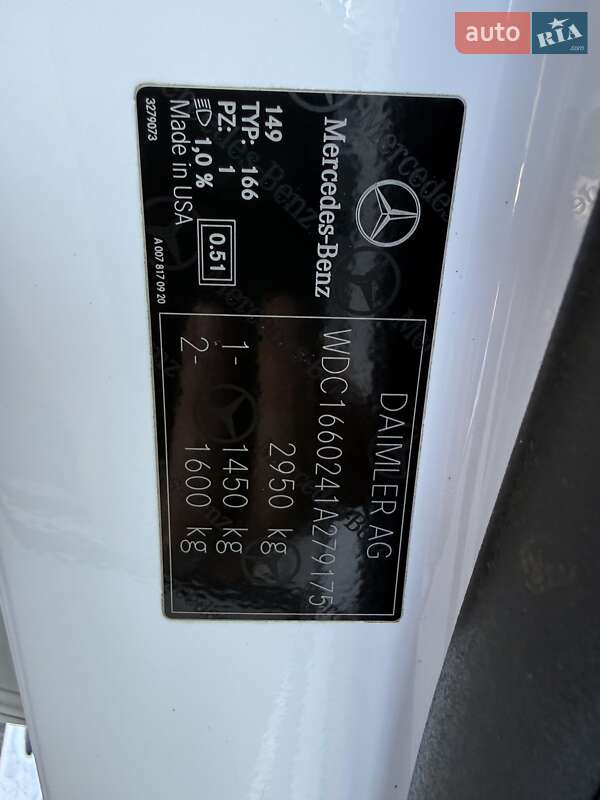 auto RIA
.com
Mercedes-Benz
149
TYP: 166
PZ: 1
1,0 %
Made in USA
3279073
0.51
A 007 817 09 20
DAIMLER AG
WDC1660241A279175
2950 kg
1- 1450 kg
2- 1600 kg